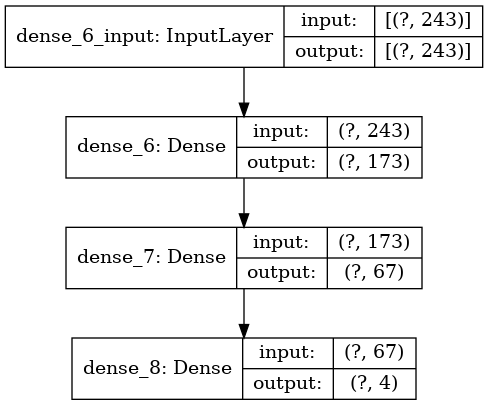 dense_6_input: InputLayer
input: [(?, 243)]
output: [(?, 243)]
dense_6: Dense
input: (?, 243)
output: (?, 173)
dense_7: Dense
input: (?, 173)
output: (?, 67)
dense_8: Dense
input: (?, 67)
output: (?, 4)